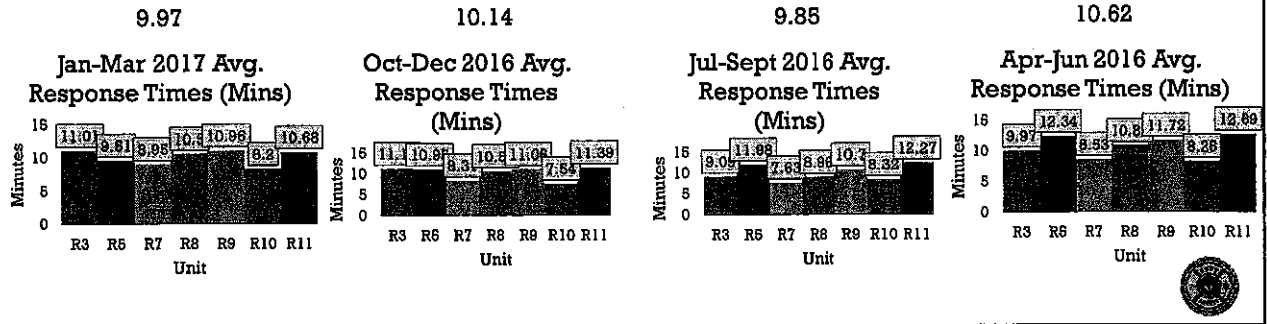 9.97
Jan-Mar 2017 Avg.
Response Times (Mins)
Minutes
15
10
5
0
11.01 9.61 8.95 10.96 8.2 10.68
R3 R5 R7 R8 R9 R10 R11
Unit
10.14
Oct-Dec 2016 Avg.
Response Times
(Mins)
Minutes
15
10
5
0
11.1 7.54 11.39
R3 R5 R7 R8 R9 R10 R11
Unit
9.85
Jul-Sept 2016 Avg.
Response Times
(Mins)
Minutes
15
10
5
0
7.63 8.32 12.27
R3 R5 R7 R8 R9 R10 R11
Unit
10.62
Apr-Jun 2016 Avg.
Response Times (Mins)
Minutes
15
10
5
0
9.97 12.34 8.53 11.72 8.28 12.69
R3 R5 R7 R8 R9 R10 R11
Unit